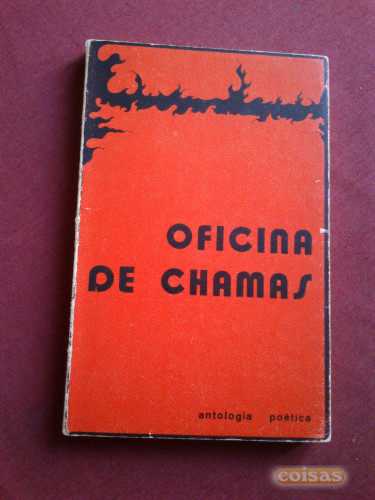 OFICINA
DE CHAMAS
antologia poética
coisas